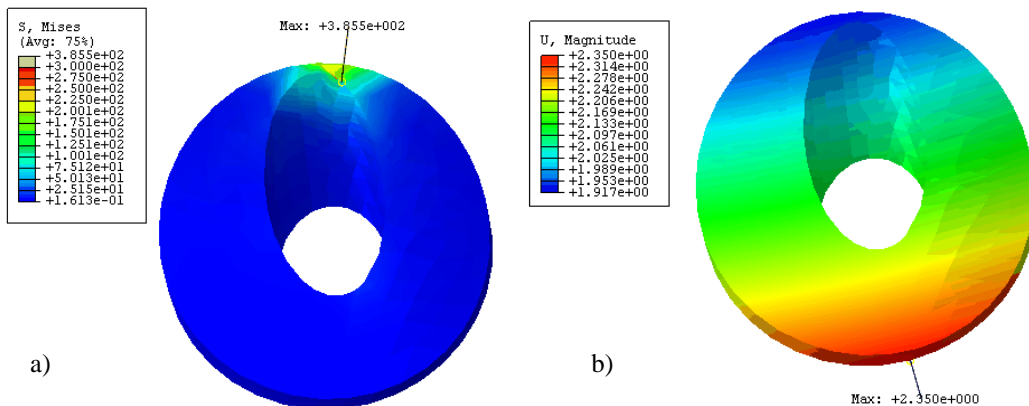 S, Mises
(Avg: 75%)
+3.855e+02
+3.000e+02
+2.750e+02
+2.500e+02
+2.250e+02
+2.001e+02
+1.751e+02
+1.501e+02
+1.251e+02
+1.001e+02
+7.512e+01
+5.013e+01
+2.515e+01
+1.613e-01
Max: +3.855e+002
a)
U, Magnitude
+2.350e+00
+2.314e+00
+2.278e+00
+2.242e+00
+2.206e+00
+2.169e+00
+2.133e+00
+2.097e+00
+2.061e+00
+2.025e+00
+1.989e+00
+1.953e+00
+1.917e+00
b)
Max: +2.350e+000